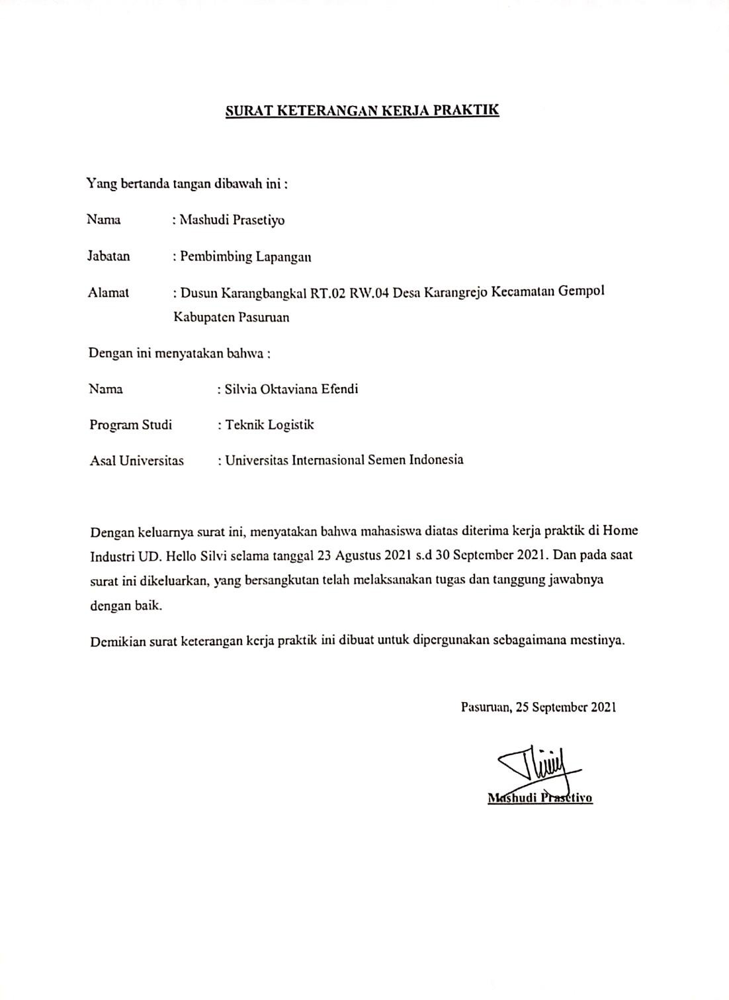 SURAT KETERANGAN KERJA PRAKTIK
Yang bertanda tangan dibawah ini :
Nama : Mashudi Prasetiyo
Jabatan : Pembimbing Lapangan
Alamat : Dusun Karangbangkal RT.02 RW.04 Desa Karangrejo Kecamatan Gempol
Kabupaten Pasuruan
Dengan ini menyatakan bahwa :
Nama : Silvia Oktaviana Efendi
Program Studi : Teknik Logistik
Asal Universitas : Universitas Internasional Semen Indonesia
Dengan keluarnya surat ini, menyatakan bahwa mahasiswa diatas diterima kerja praktik di Home
Industri UD. Hello Silvi selama tanggal 23 Agustus 2021 s.d 30 September 2021. Dan pada saat
surat ini dikeluarkan, yang bersangkutan telah melaksanakan tugas dan tanggung jawabnya
dengan baik.
Demikian surat keterangan kerja praktik ini dibuat untuk dipergunakan sebagaimana mestinya.
Pasuruan, 25 September 2021
Mashudi Prasetiyo